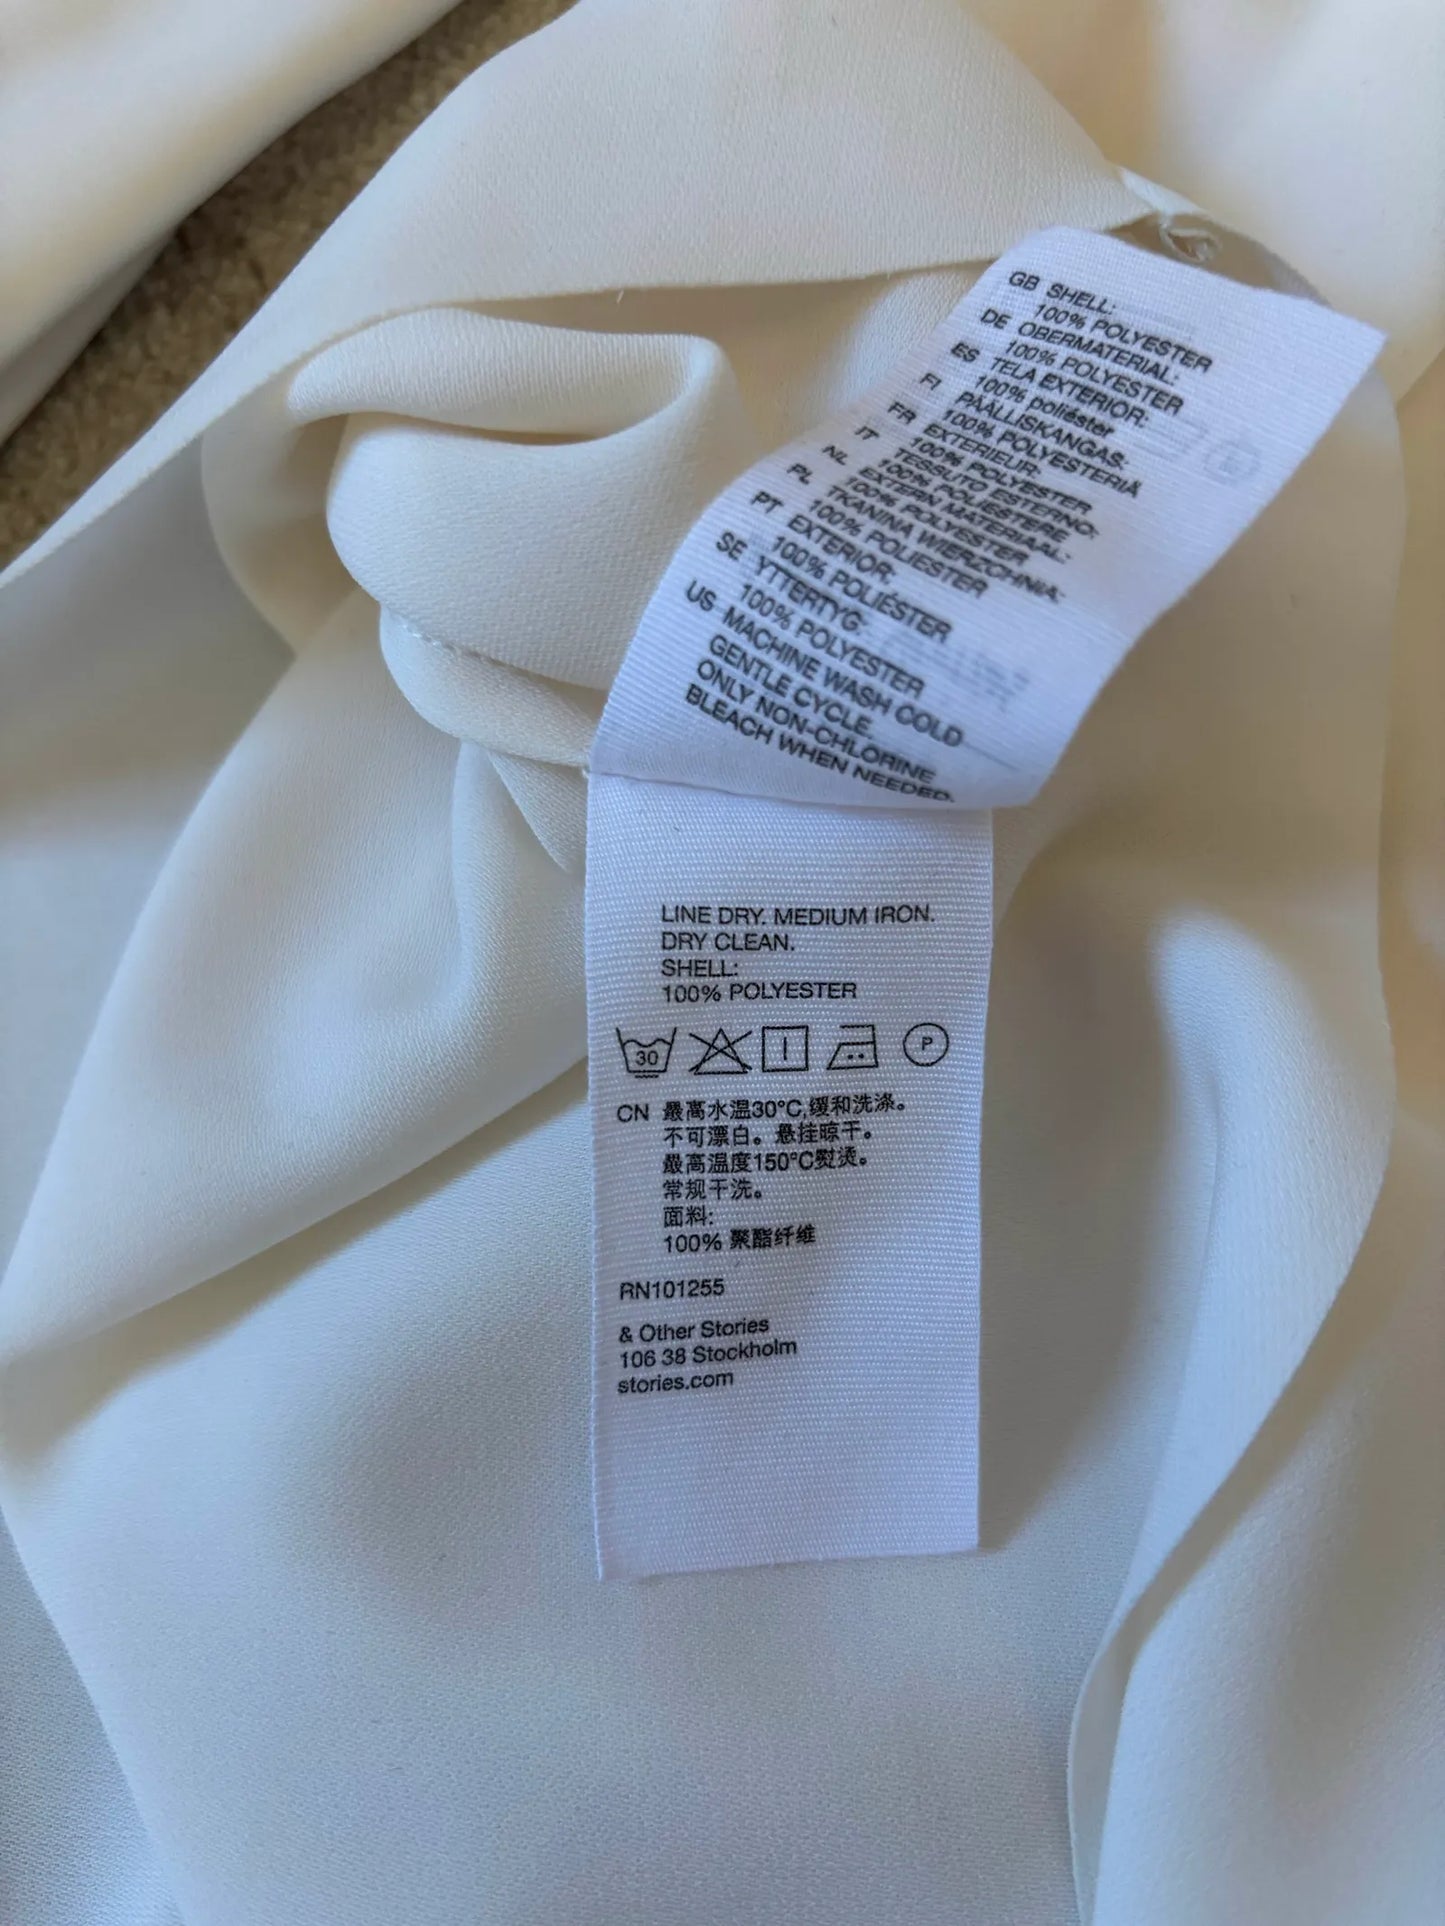 GB SHELL:
100% POLYESTER
DE OBERMATERIAL:
100% POLYESTER
ES TELA EXTERIOR:
100% poliéster
FI PÄÄLLISKANGAS:
100% POLYESTERIÄ
FR EXTERIEUR:
100% POLYESTER
IT TESSUTO ESTERNO:
100% POLIESTERE
NL EXTERN MATERIAAL:
100% POLYESTER
PL TKANINA WIERZCHNIA:
100% POLIESTER
PT EXTERIOR:
100% POLIÉSTER
SE YTTERTYG:
100% POLYESTER
US MACHINE WASH COLD
GENTLE CYCLE.
ONLY NON-CHLORINE
BLEACH WHEN NEEDED.
LINE DRY. MEDIUM IRON.
DRY CLEAN.
SHELL:
100% POLYESTER
30 P
CN 最高水温30°C,缓和洗涤。
不可漂白。悬挂晾干。
最高温度150°C熨烫。
常规干洗。
面料:
100% 聚酯纤维
RN101255
& Other Stories
106 38 Stockholm
stories.com